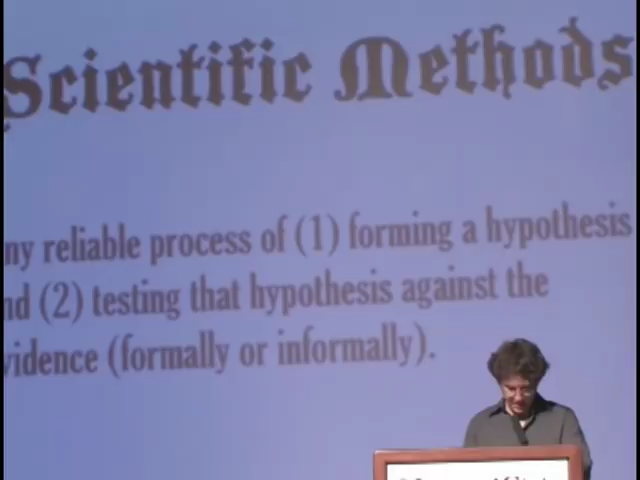 Scientific Methods
ny reliable process of (1) forming a hypothesis
nd (2) testing that hypothesis against the
vidence (formally or informally).